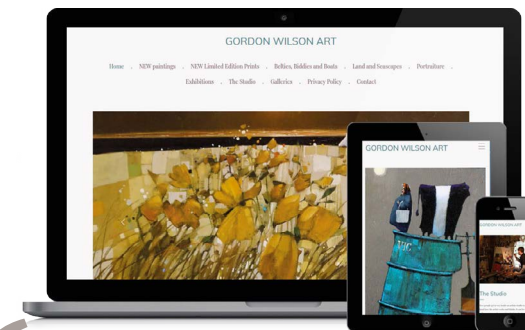 GORDON WILSON ART
Home . NEW paintings . NEW Limited Edition Prints . Belties, Biddies and Boats . Land and Seascapes . Portraiture .
Exhibitions . The Studio . Galleries . Privacy Policy . Contact
GORDON WILSON ART
GORDON WILSON ART
The Studio